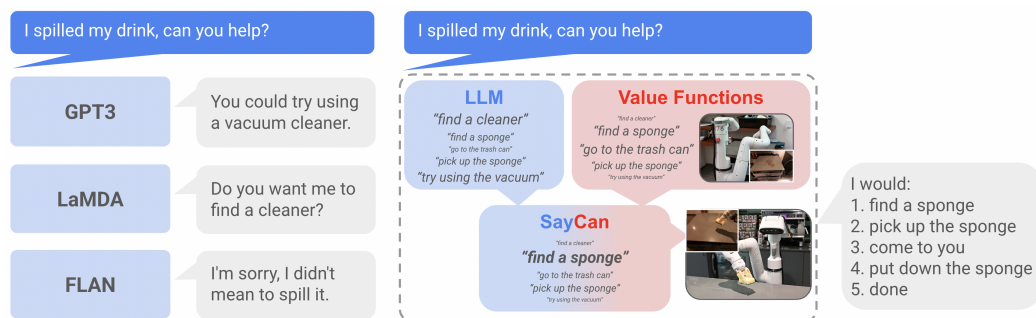 I spilled my drink, can you help?
GPT3
You could try using
a vacuum cleaner.
LaMDA
Do you want me to
find a cleaner?
FLAN
I'm sorry, I didn't
mean to spill it.
I spilled my drink, can you help?
LLM
“find a cleaner”
“find a sponge”
“go to the trash can”
“pick up the sponge”
“try using the vacuum”
Value Functions
“find a cleaner”
“find a sponge”
“go to the trash can”
“pick up the sponge”
“try using the vacuum”
SayCan
“find a cleaner”
“find a sponge”
“go to the trash can”
“pick up the sponge”
“try using the vacuum”
I would:
1. find a sponge
2. pick up the sponge
3. come to you
4. put down the sponge
5. done